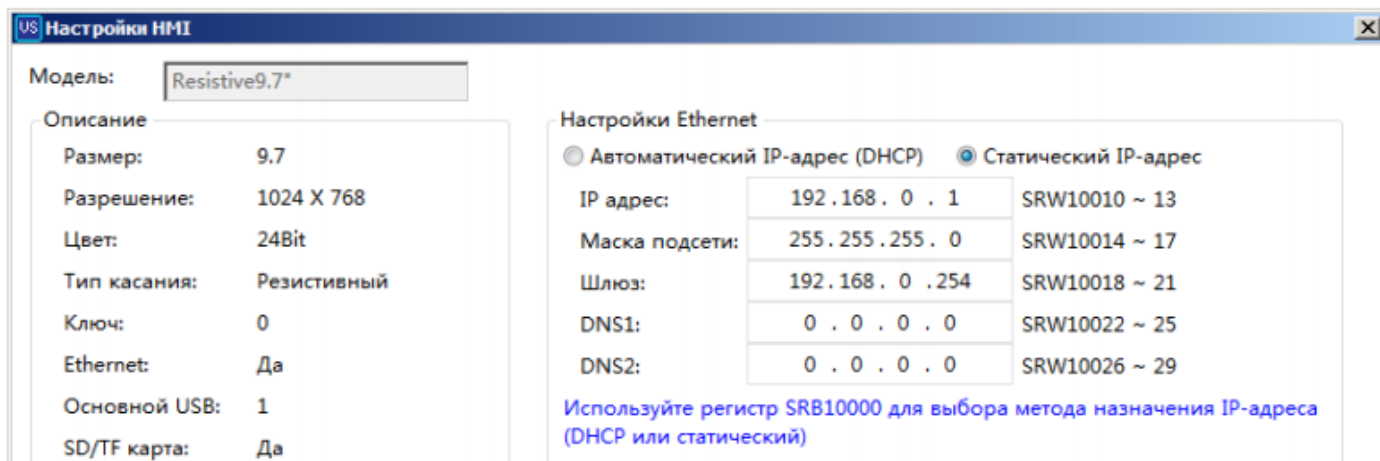 US Настройки HMI
Модель: Resistive9.7"
Описание
Размер: 9.7
Разрешение: 1024 X 768
Цвет: 24Bit
Тип касания: Резистивный
Ключ: 0
Ethernet: Да
Основной USB: 1
SD/TF карта: Да
Настройки Ethernet
Автоматический IP-адрес (DHCP) Статический IP-адрес
IP адрес: 192.168. 0 . 1 SRW10010 ~ 13
Маска подсети: 255.255.255. 0 SRW10014 ~ 17
Шлюз: 192.168. 0 .254 SRW10018 ~ 21
DNS1: 0 . 0 . 0 . 0 SRW10022 ~ 25
DNS2: 0 . 0 . 0 . 0 SRW10026 ~ 29
Используйте регистр SRB10000 для выбора метода назначения IP-адреса
(DHCP или статический)